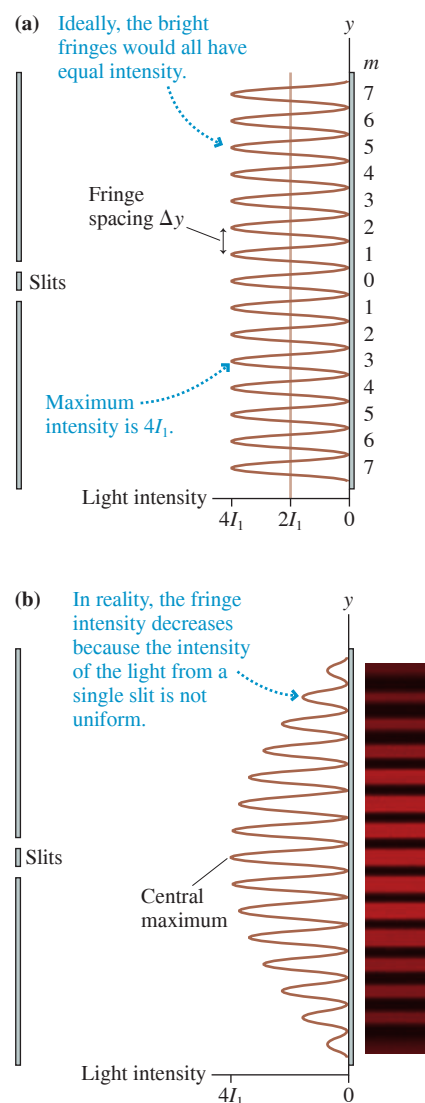 (a) Ideally, the bright
fringes would all have
equal intensity.
y
m
7
6
5
4
3
Fringe
spacing Δy
2
1
Slits
0
1
2
3
Maximum
intensity is 4I₁.
4
5
6
7
Light intensity
4I₁ 2I₁ 0
(b) In reality, the fringe
intensity decreases
because the intensity
of the light from a
single slit is not
uniform.
y
Slits
Central
maximum
Light intensity
4I₁ 0